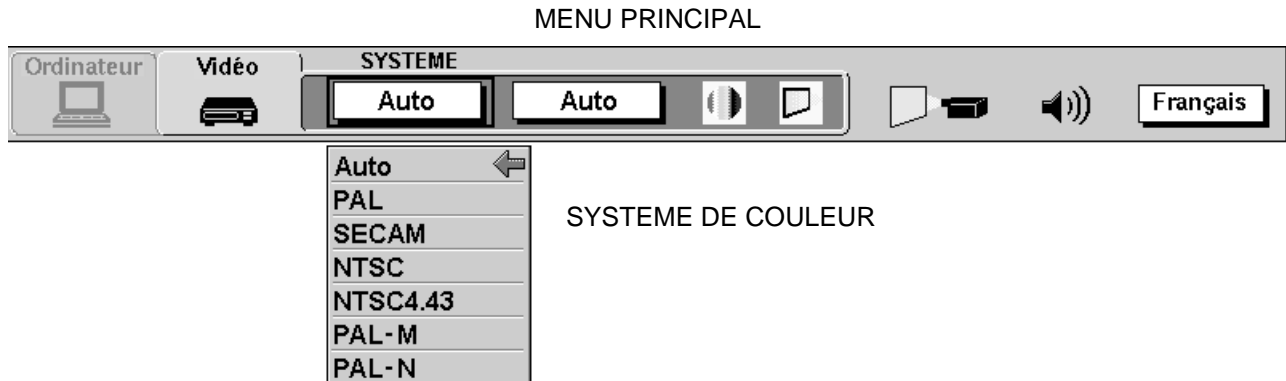 MENU PRINCIPAL
Ordinateur Vidéo SYSTEME
Auto Auto Français
Auto
PAL
SYSTEME DE COULEUR
SECAM
NTSC
NTSC4.43
PAL-M
PAL-N